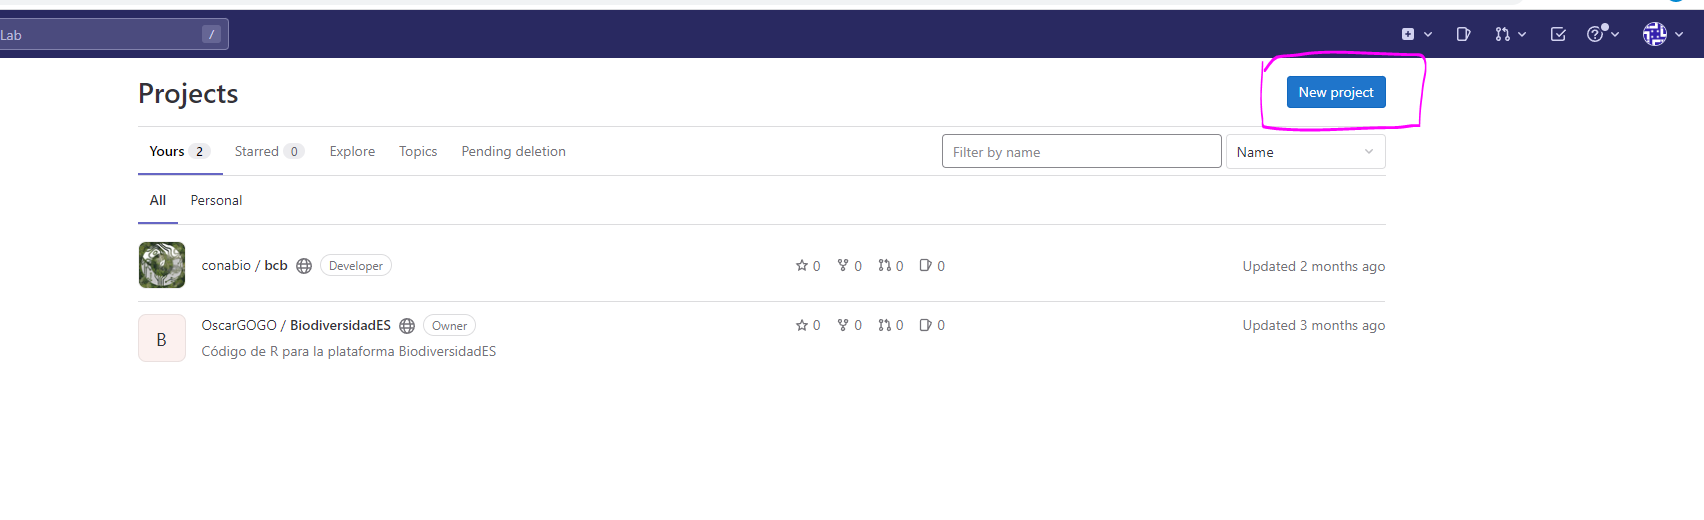 Lab /
Projects
New project
Yours 2 Starred 0 Explore Topics Pending deletion Filter by name Name
All Personal
conabio / bcb Developer 0 0 0 0 Updated 2 months ago
B OscarGOGO / BiodiversidadES Owner 0 0 0 0 Updated 3 months ago
Código de R para la plataforma BiodiversidadES